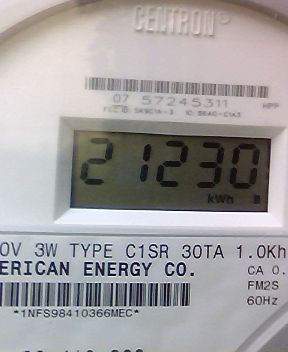 CENTRON®
07 57245311 HPP
21230
kWh
0V 3W TYPE C1SR 30TA 1.0Kh
ERICAN ENERGY CO. CA 0.
FM2S
60Hz
*1NFS98410366MEC*